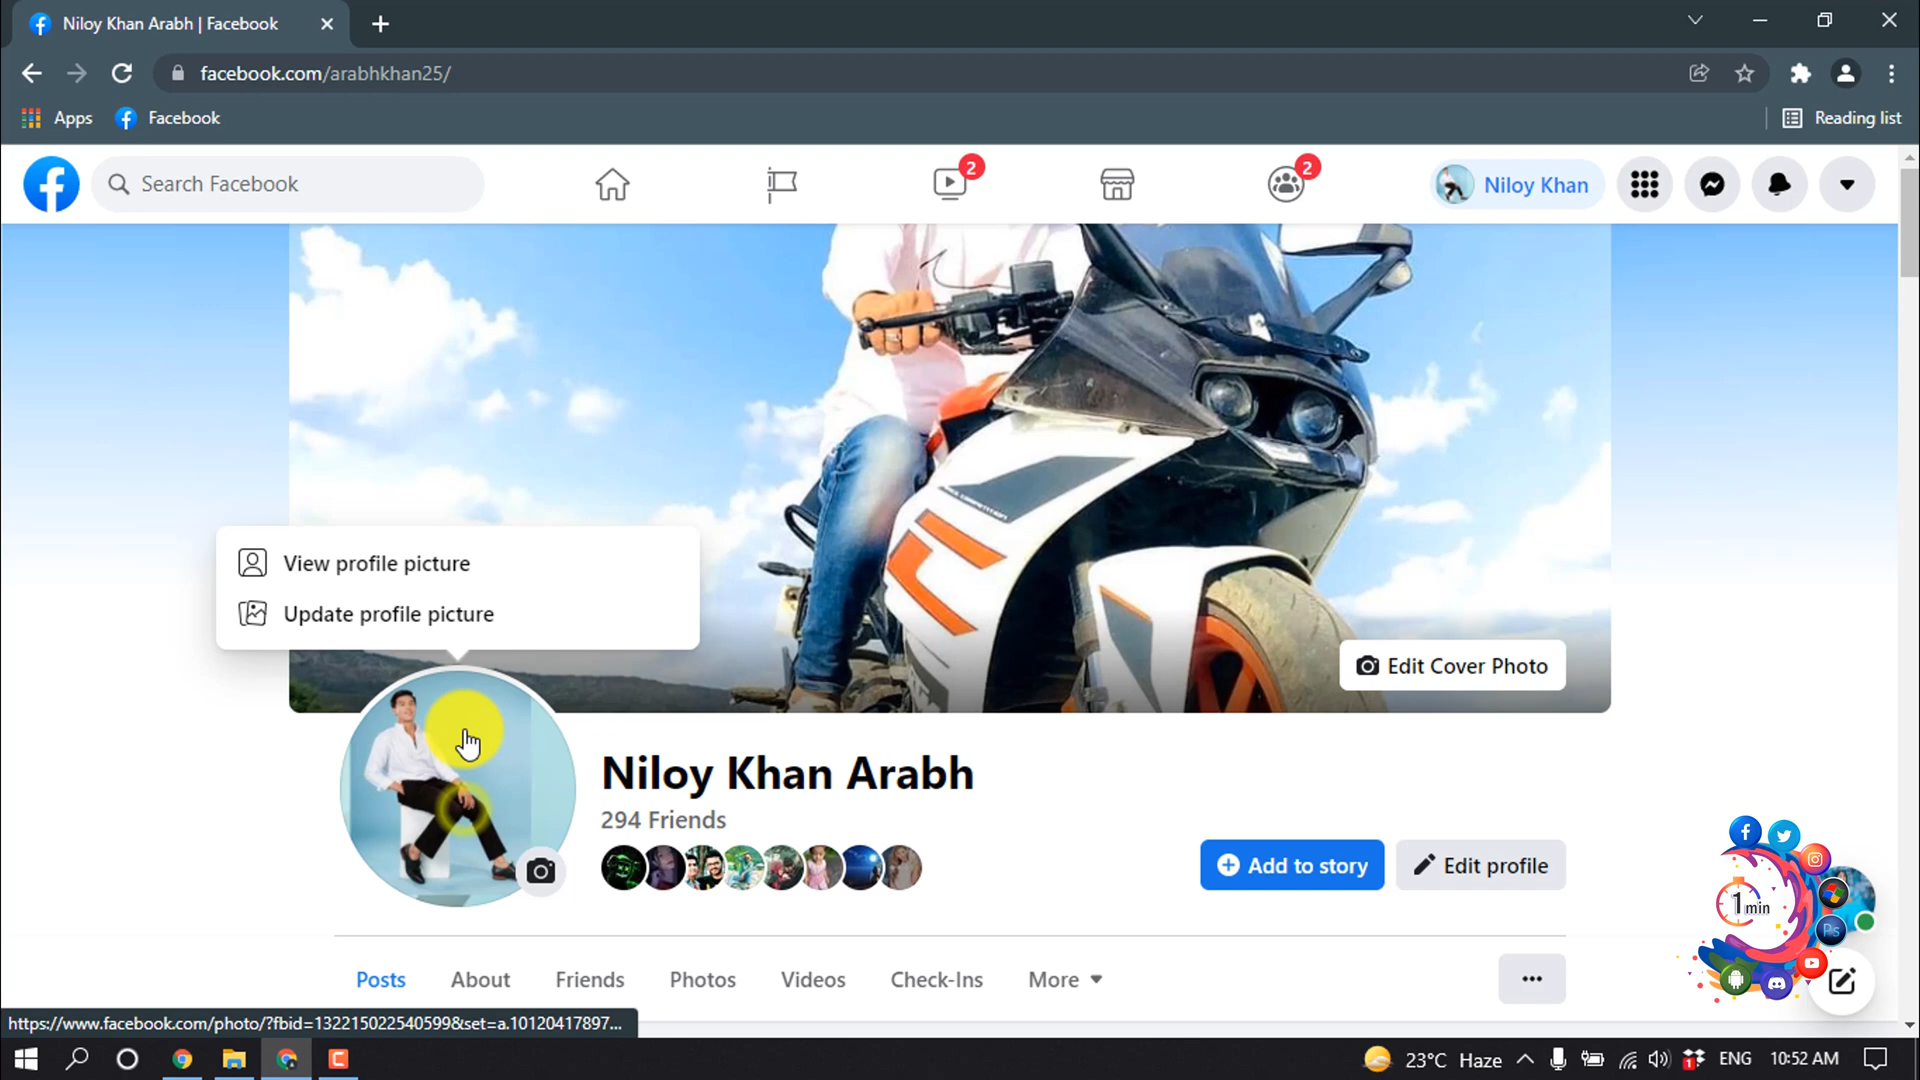 Niloy Khan Arabh | Facebook
facebook.com/arabhkhan25/
Apps
Facebook
Reading list
Search Facebook
2
2
Niloy Khan
View profile picture
Update profile picture
Edit Cover Photo
Niloy Khan Arabh
294 Friends
Add to story
Edit profile
1 min
Ps
Posts
About
Friends
Photos
Videos
Check-Ins
More
https://www.facebook.com/photo/?fbid=132215022540599&set=a.10120417897...
23°C Haze
1
ENG
10:52 AM